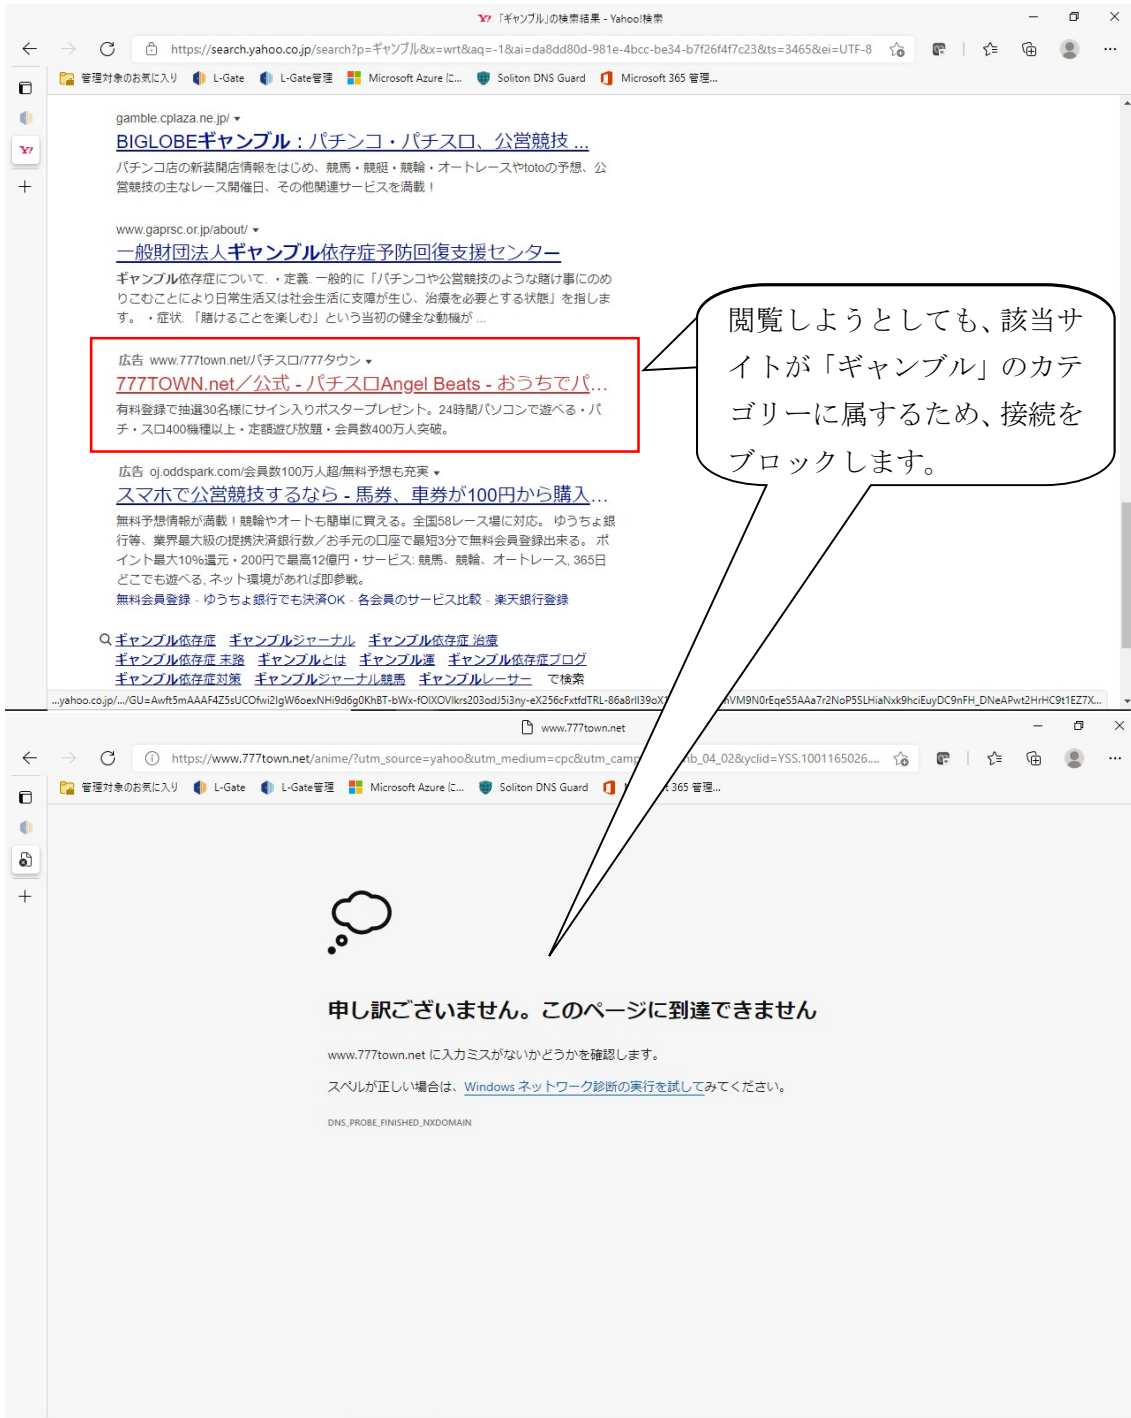 「ギャンブル」の検索結果 - Yahoo!検索
https://search.yahoo.co.jp/search?p=ギャンブル&x=wrt&aq=-1&ai=da8dd80d-981e-4bcc-be34-b7f26f4f7c23&ts=3465&ei=UTF-8
管理対象のお気に入り L-Gate L-Gate管理 Microsoft Azure に... Soliton DNS Guard Microsoft 365 管理...
gamble.cplaza.ne.jp/
BIGLOBEギャンブル：パチンコ・パチスロ、公営競技 ...
パチンコ店の新装開店情報をはじめ、競馬・競艇・競輪・オートレースやtotoの予想、公
営競技の主なレース開催日、その他関連サービスを満載！
www.gaprsc.or.jp/about/
一般財団法人ギャンブル依存症予防回復支援センター
ギャンブル依存症について. ・定義. 一般的に「パチンコや公営競技のような賭け事にのめ
りこむことにより日常生活又は社会生活に支障が生じ、治療を必要とする状態」を指しま
す。 ・症状. 「賭けることを楽しむ」という当初の健全な動機が ...
広告 www.777town.net/パチスロ/777タウン
777TOWN.net／公式 - パチスロAngel Beats - おうちでパ...
有料登録で抽選30名様にサイン入りポスタープレゼント。24時間パソコンで遊べる・パ
チ・スロ400機種以上・定額遊び放題・会員数400万人突破。
閲覧しようとしても、該当サ
イトが「ギャンブル」のカテ
ゴリーに属するため、接続を
ブロックします。
広告 oj.oddspark.com/会員数100万人超/無料予想も充実
スマホで公営競技するなら - 馬券、車券が100円から購入...
無料予想情報が満載！競輪やオートも簡単に買える。全国58レース場に対応。 ゆうちょ銀
行等、業界最大級の提携決済銀行数／お手元の口座で最短3分で無料会員登録出来る。 ポ
イント最大10%還元・200円で最高12億円・サービス: 競馬、競輪、オートレース, 365日
どこでも遊べる, ネット環境があれば即参戦。
無料会員登録 - ゆうちょ銀行でも決済OK - 各会員のサービス比較 - 楽天銀行登録
ギャンブル依存症 ギャンブルジャーナル ギャンブル依存症 治療
ギャンブル依存症 末路 ギャンブルとは ギャンブル運 ギャンブル依存症ブログ
ギャンブル依存症対策 ギャンブルジャーナル競馬 ギャンブルレーサー で検索
www.777town.net
https://www.777town.net/anime/?utm_source=yahoo&utm_medium=cpc&utm_camp
管理対象のお気に入り L-Gate L-Gate管理 Microsoft Azure に... Soliton DNS Guard
申し訳ございません。このページに到達できません
www.777town.net に入力ミスがないかどうかを確認します。
スペルが正しい場合は、Windows ネットワーク診断の実行を試してみてください。
DNS_PROBE_FINISHED_NXDOMAIN